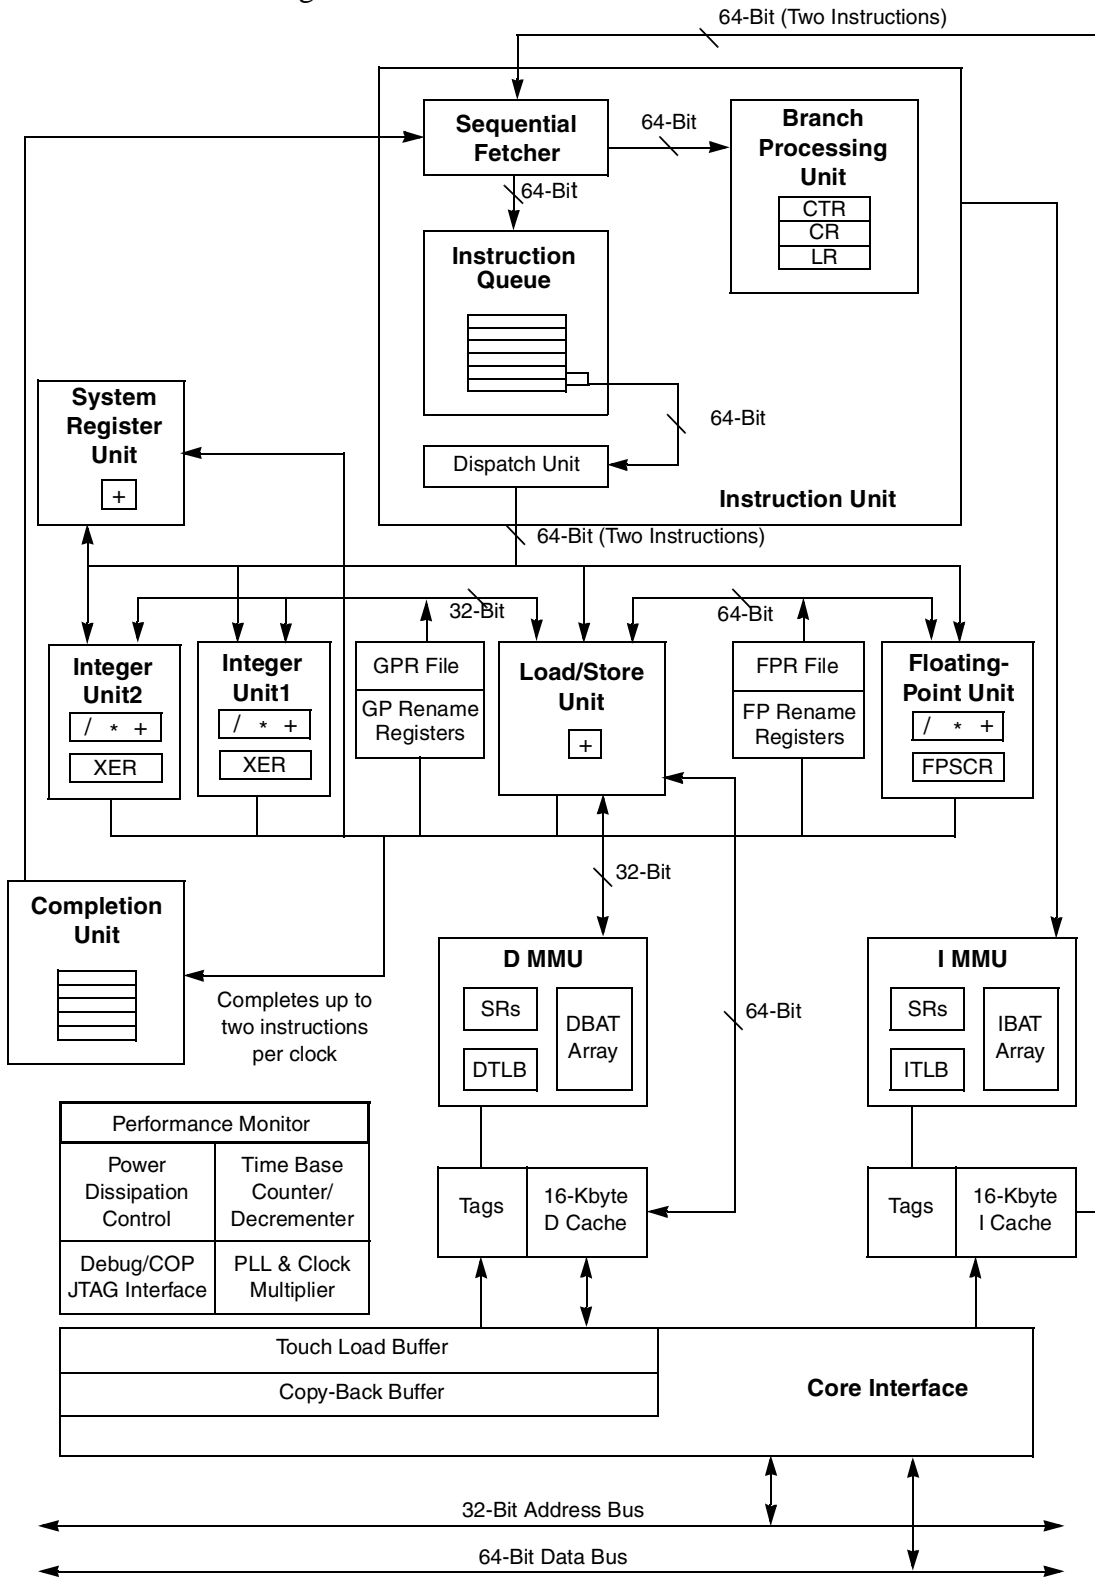 64-Bit (Two Instructions)
Sequential
Fetcher
64-Bit
Branch
Processing
Unit
CTR
CR
LR
64-Bit
Instruction
Queue
System
Register
Unit
+
64-Bit
Dispatch Unit
Instruction Unit
64-Bit (Two Instructions)
32-Bit
64-Bit
Integer
Unit2
/ * +
XER
Integer
Unit1
/ * +
XER
GPR File
GP Rename
Registers
Load/Store
Unit
+
FPR File
FP Rename
Registers
Floating-
Point Unit
/ * +
FPSCR
32-Bit
Completion
Unit
Completes up to
two instructions
per clock
D MMU
SRs
DTLB
DBAT
Array
64-Bit
I MMU
SRs
ITLB
IBAT
Array
Performance Monitor
Power
Dissipation
Control
Time Base
Counter/
Decrementer
Debug/COP
JTAG Interface
PLL & Clock
Multiplier
Tags
16-Kbyte
D Cache
Tags
16-Kbyte
I Cache
Touch Load Buffer
Copy-Back Buffer
Core Interface
32-Bit Address Bus
64-Bit Data Bus